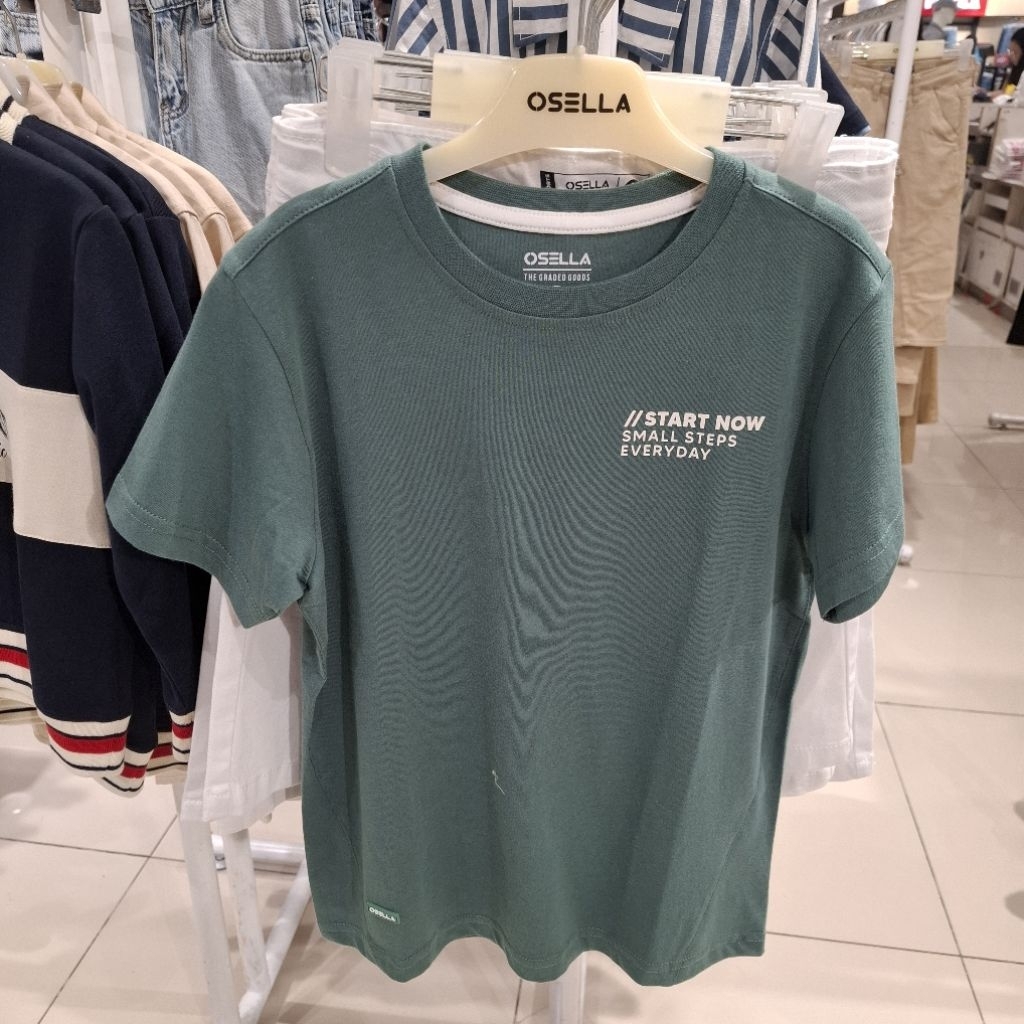 OSELLA
OSELLA
OSELLA
THE GRADED GOODS
//START NOW
SMALL STEPS
EVERYDAY
OSELLA